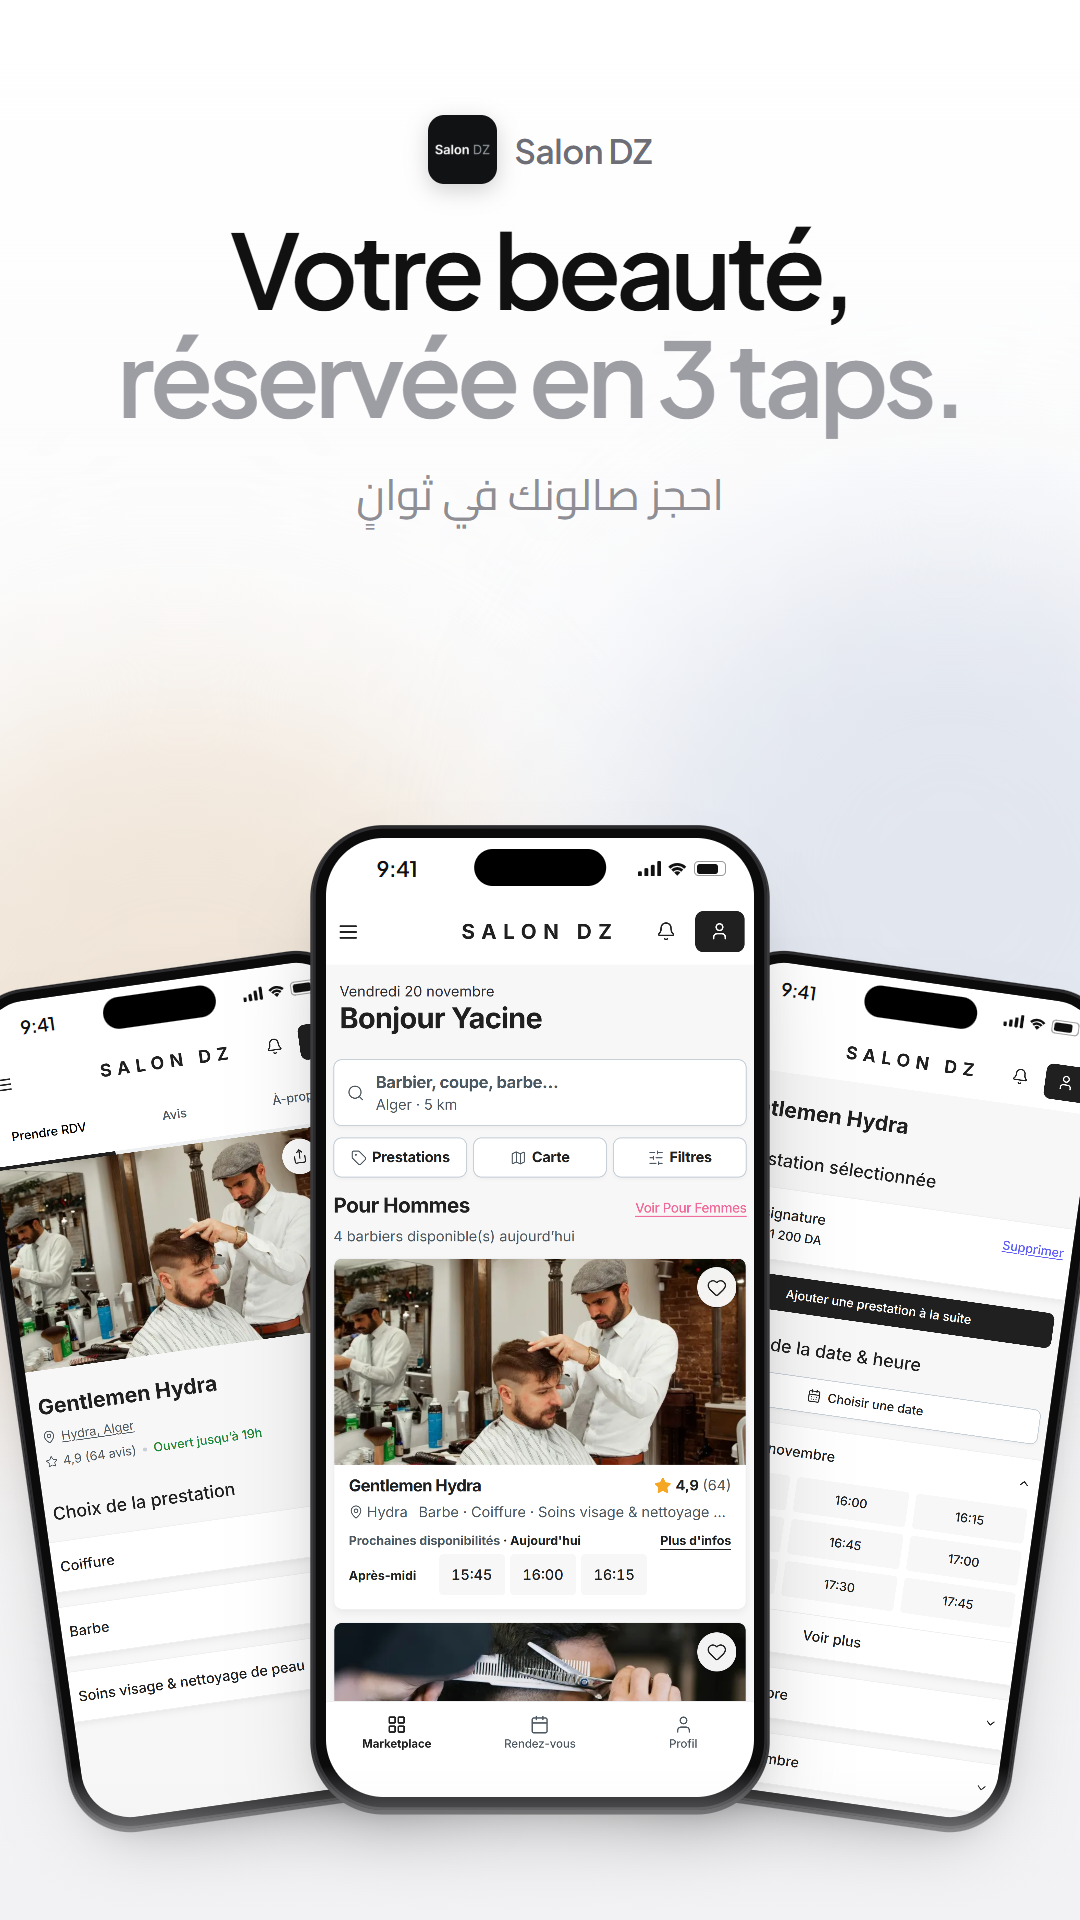 Salon DZ
Salon DZ
Votre beauté,
réservée en 3 taps.
احجز صالونك في ثوانٍ
9:41
SALON DZ
Vendredi 20 novembre
Bonjour Yacine
Barbier, coupe, barbe...
Alger · 5 km
Prestations
Carte
Filtres
Pour Hommes
Voir Pour Femmes
4 barbiers disponible(s) aujourd'hui
Gentlemen Hydra
4,9 (64)
Hydra Barbe · Coiffure · Soins visage & nettoyage ...
Prochaines disponibilités · Aujourd'hui
Plus d'infos
Après-midi
15:45
16:00
16:15
Marketplace
Rendez-vous
Profil
9:41
SALON DZ
Prendre RDV
Avis
À-prop
Gentlemen Hydra
Hydra, Alger
4,9 (64 avis) • Ouvert jusqu'à 19h
Choix de la prestation
Coiffure
Barbe
Soins visage & nettoyage de peau
9:41
SALON DZ
tlemen Hydra
station sélectionnée
ignature
1 200 DA
Supprimer
Ajouter une prestation à la suite
de la date & heure
Choisir une date
novembre
16:00
16:15
16:45
17:00
17:30
17:45
Voir plus
bre
mbre